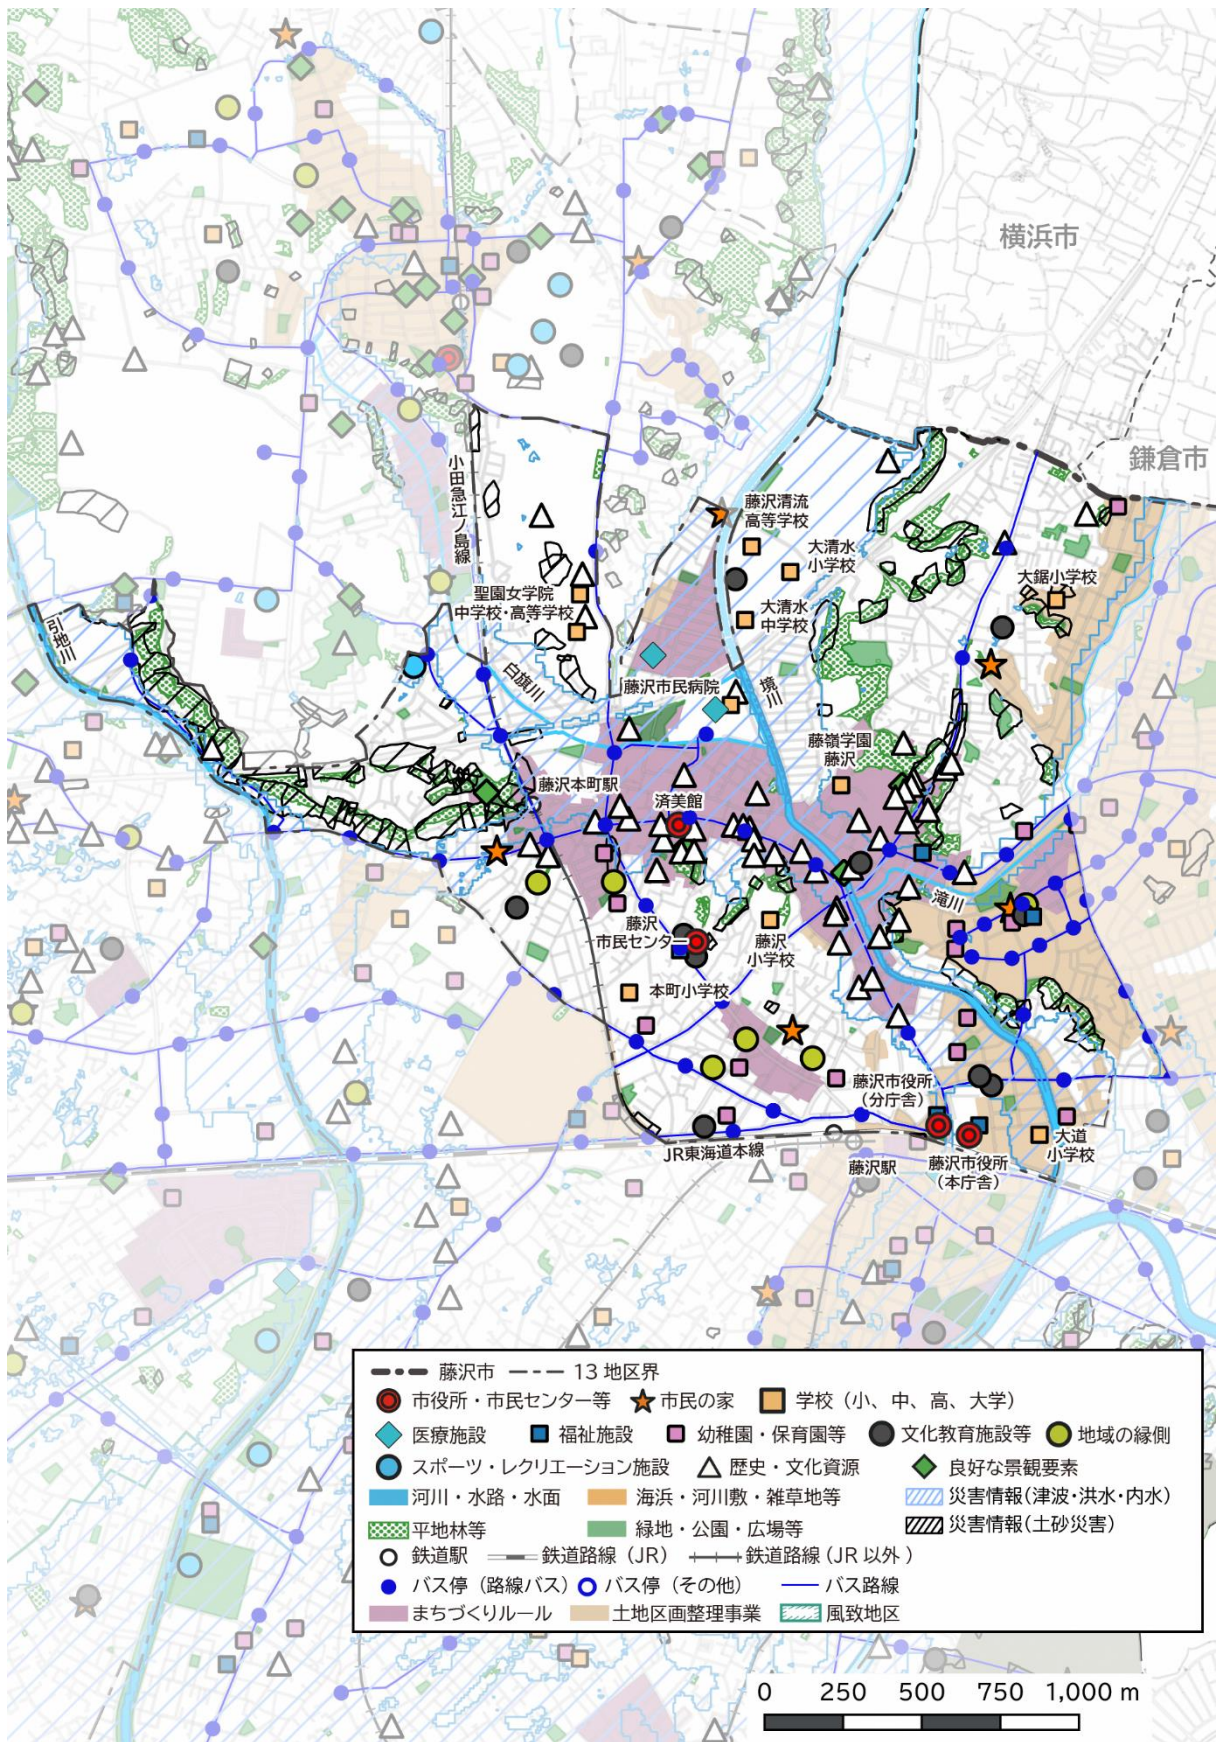 横浜市
鎌倉市
小田急江ノ島線
藤沢清流
高等学校
大清水
小学校
大鋸小学校
聖園女学院
中学校・高等学校
大清水
中学校
引地川
白旗川
藤沢市民病院
境川
藤嶺学園
藤沢
藤沢本町駅
済美館
滝川
藤沢
市民センター
藤沢
小学校
本町小学校
藤沢市役所
(分庁舎)
大道
小学校
JR東海道本線
藤沢駅
藤沢市役所
(本庁舎)
藤沢市
13地区界
市役所・市民センター等
市民の家
学校(小、中、高、大学)
医療施設
福祉施設
幼稚園・保育園等
文化教育施設等
地域の縁側
スポーツ・レクリエーション施設
歴史・文化資源
良好な景観要素
河川・水路・水面
海浜・河川敷・雑草地等
災害情報(津波・洪水・内水)
平地林等
緑地・公園・広場等
災害情報(土砂災害)
鉄道駅
鉄道路線(JR)
鉄道路線(JR以外)
バス停(路線バス)
バス停(その他)
バス路線
まちづくりルール
土地区画整理事業
風致地区
0 250 500 750 1,000 m